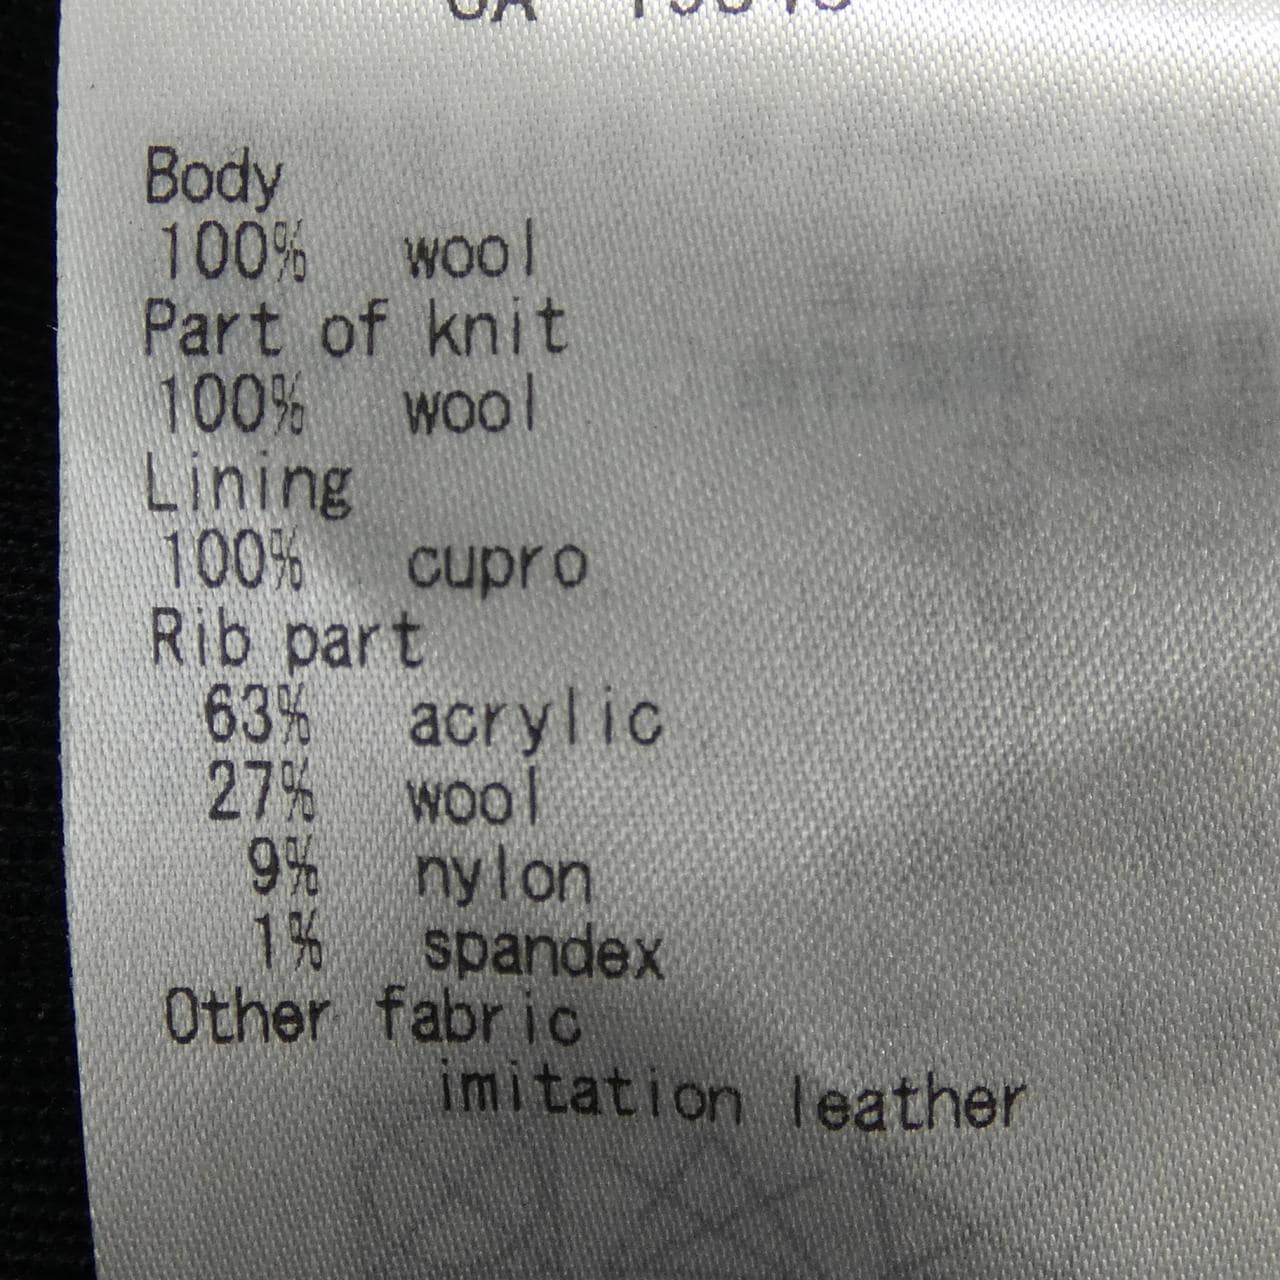 Body
100% wool
Part of knit
100% wool
Lining
100% cupro
Rib part
63% acrylic
27% wool
9% nylon
1% spandex
Other fabric
imitation leather